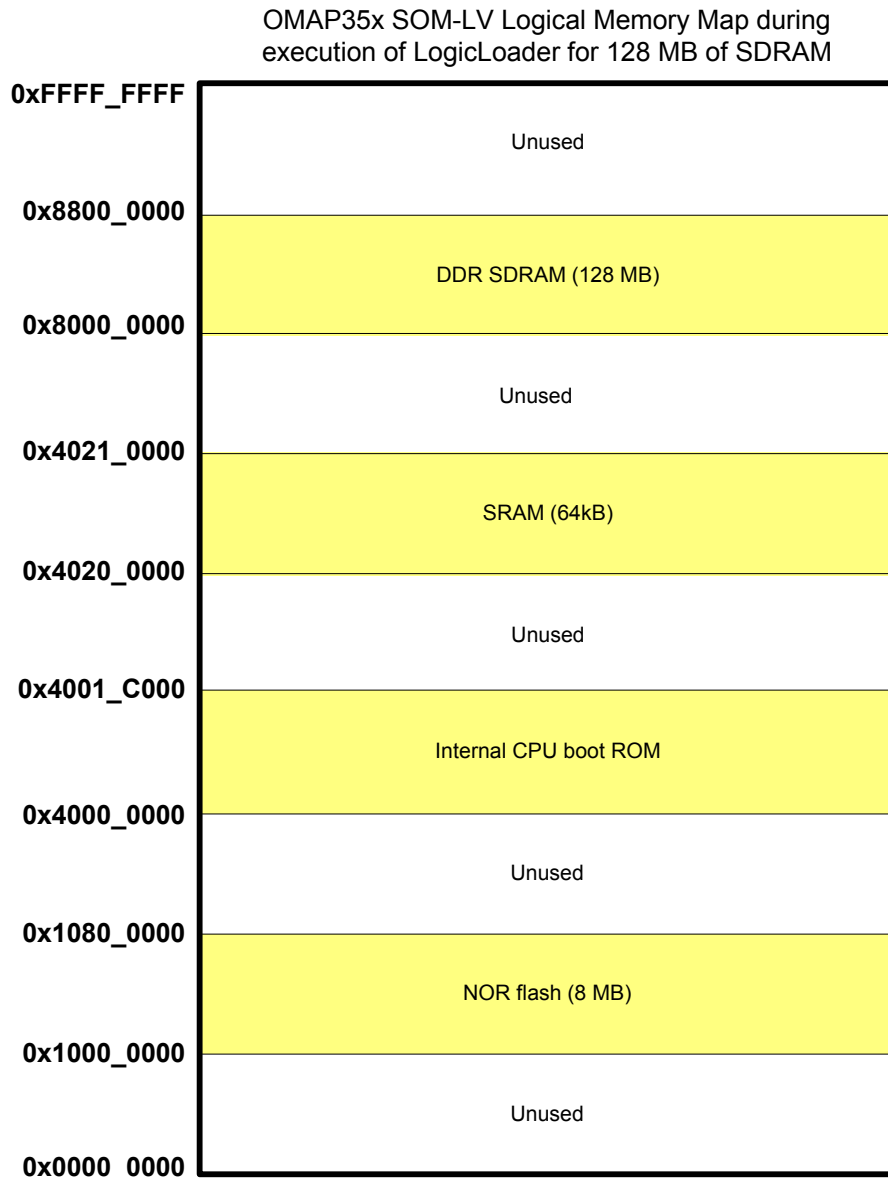 OMAP35x SOM-LV Logical Memory Map during
execution of LogicLoader for 128 MB of SDRAM
0xFFFF_FFFF
Unused
0x8800_0000
DDR SDRAM (128 MB)
0x8000_0000
Unused
0x4021_0000
SRAM (64kB)
0x4020_0000
Unused
0x4001_C000
Internal CPU boot ROM
0x4000_0000
Unused
0x1080_0000
NOR flash (8 MB)
0x1000_0000
Unused
0x0000_0000